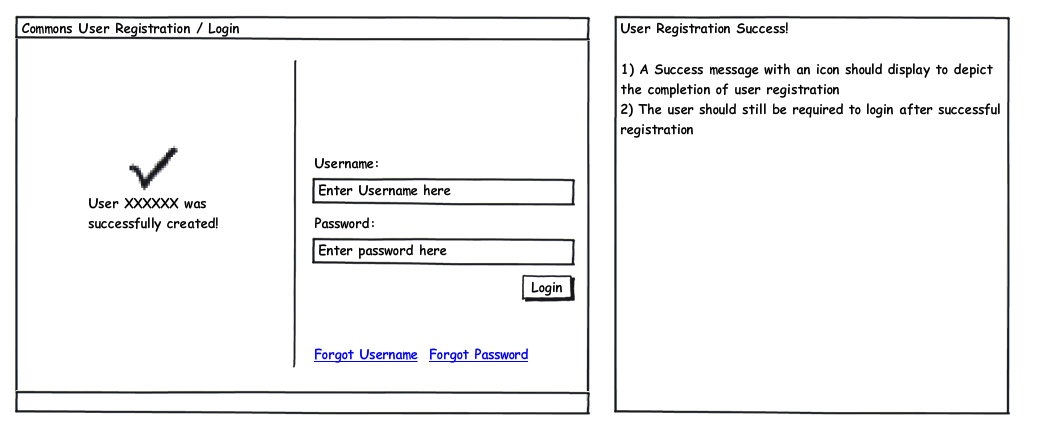 Commons User Registration / Login
User XXXXXX was
successfully created!
Username:
Enter Username here
Password:
Enter password here
Login
Forgot Username Forgot Password
User Registration Success!
1) A Success message with an icon should display to depict
the completion of user registration
2) The user should still be required to login after successful
registration